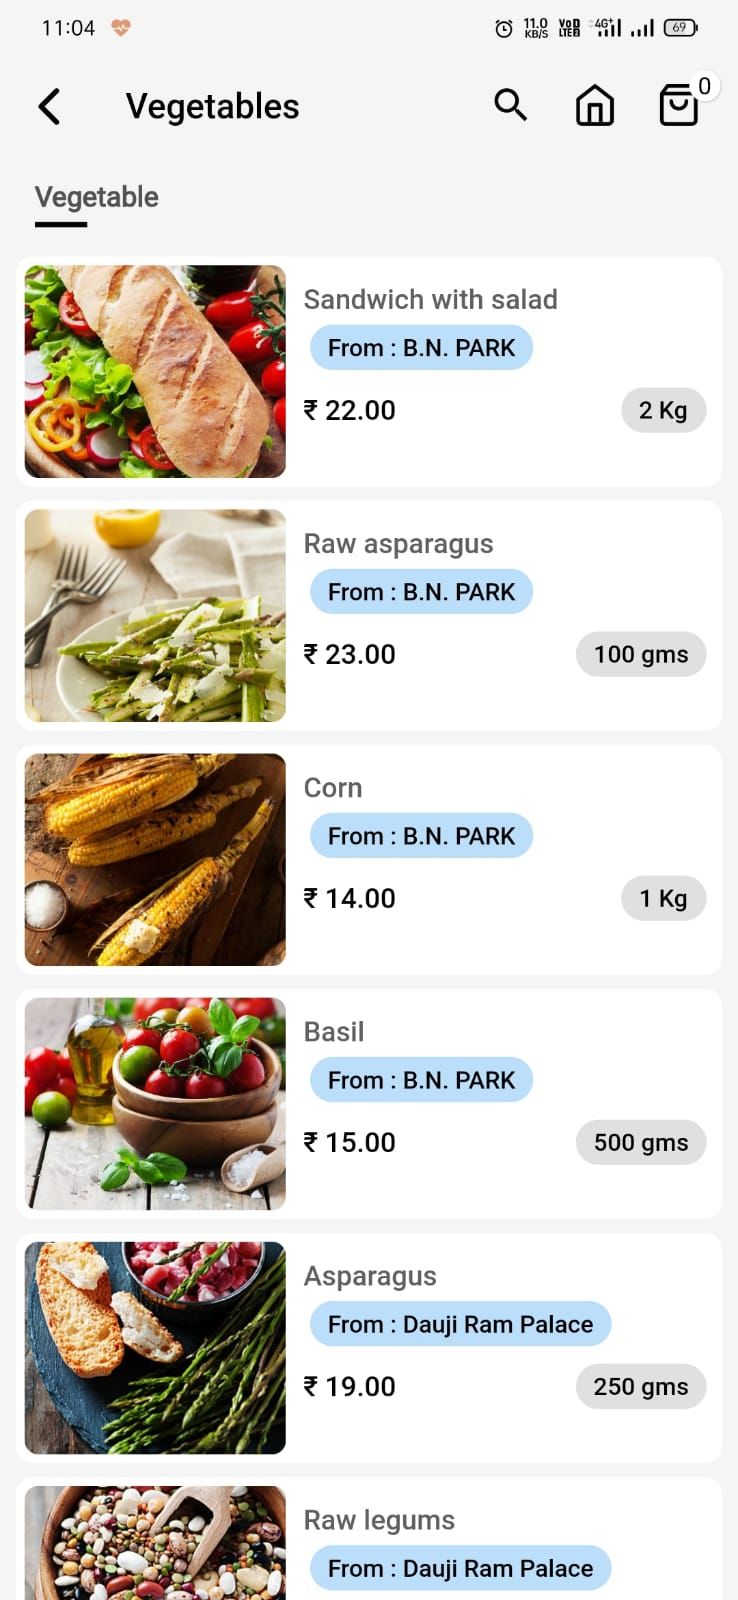 11:04 11.0 KB/S VoD LTE2 4G+ 69
Vegetables 0
Vegetable
Sandwich with salad
From : B.N. PARK
₹ 22.00 2 Kg
Raw asparagus
From : B.N. PARK
₹ 23.00 100 gms
Corn
From : B.N. PARK
₹ 14.00 1 Kg
Basil
From : B.N. PARK
₹ 15.00 500 gms
Asparagus
From : Dauji Ram Palace
₹ 19.00 250 gms
Raw legums
From : Dauji Ram Palace